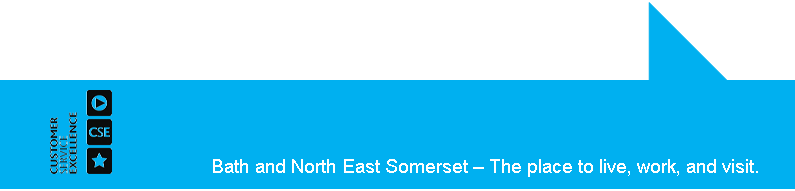 CUSTOMER
SERVICE
EXCELLENCE
CSE
Bath and North East Somerset – The place to live, work, and visit.